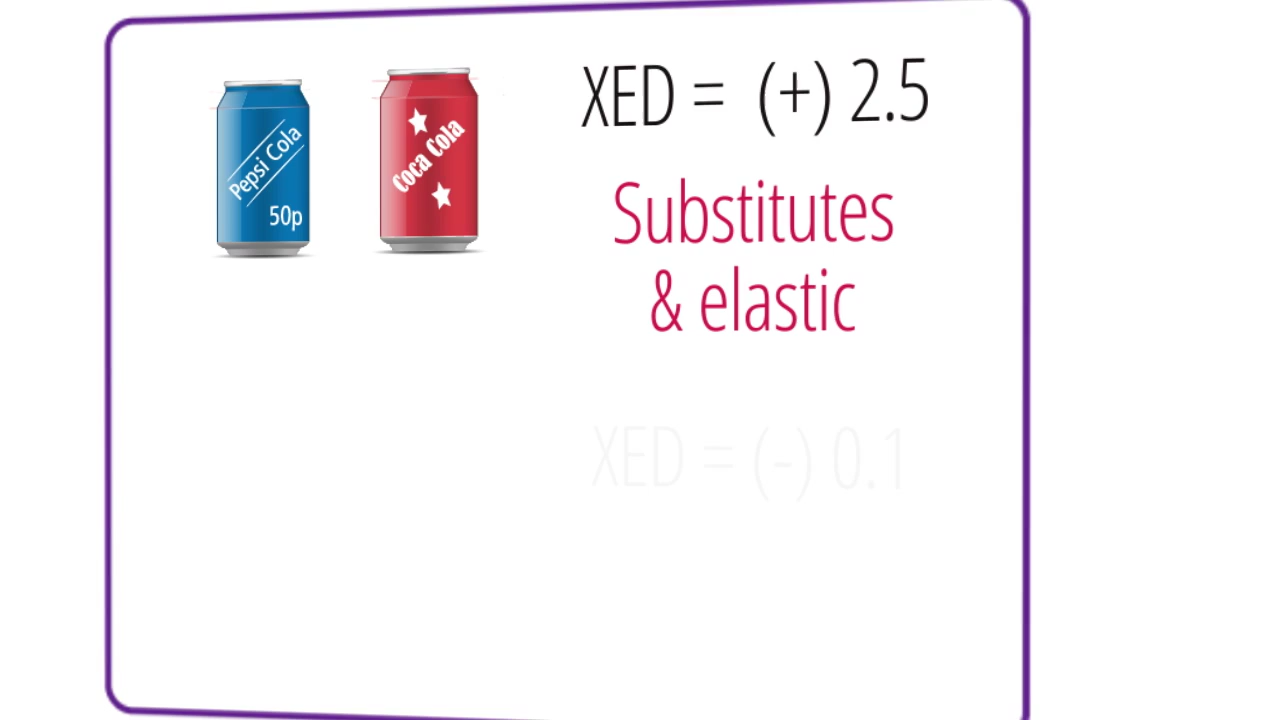 Pepsi Cola
50p
Coca Cola
XED = (+) 2.5
Substitutes
& elastic
XED = (-) 0.1